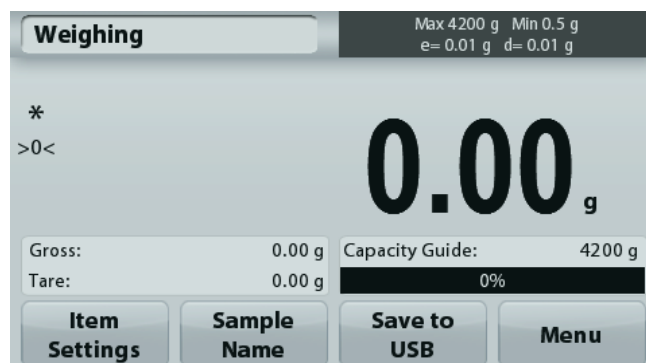 Weighing
Max 4200 g Min 0.5 g
e= 0.01 g d= 0.01 g
*
>0<
0.00 g
Gross: 0.00 g
Tare: 0.00 g
Capacity Guide: 4200 g
0%
Item
Settings
Sample
Name
Save to
USB
Menu